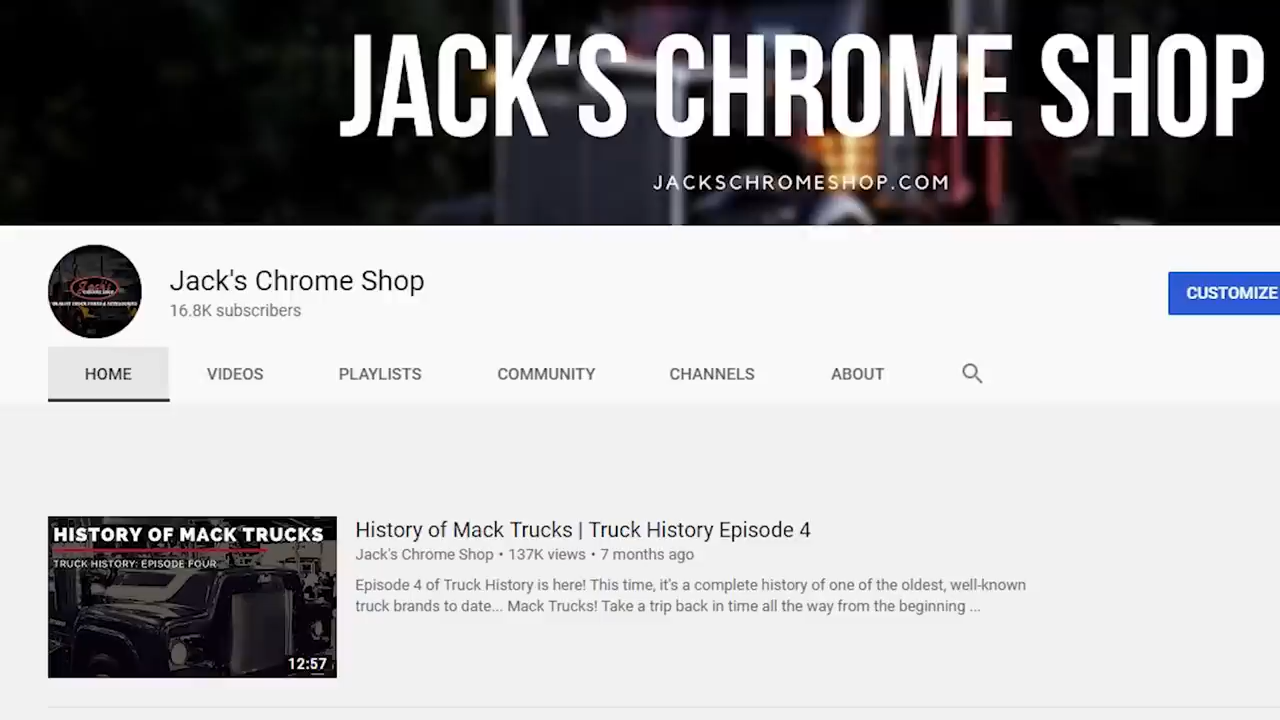 JACK'S CHROME SHOP
JACKSCHROMESHOP.COM
Jack's Chrome Shop
16.8K subscribers
CUSTOMIZE
HOME VIDEOS PLAYLISTS COMMUNITY CHANNELS ABOUT
HISTORY OF MACK TRUCKS
TRUCK HISTORY: EPISODE FOUR
12:57
History of Mack Trucks | Truck History Episode 4
Jack's Chrome Shop • 137K views • 7 months ago
Episode 4 of Truck History is here! This time, it's a complete history of one of the oldest, well-known
truck brands to date... Mack Trucks! Take a trip back in time all the way from the beginning ...